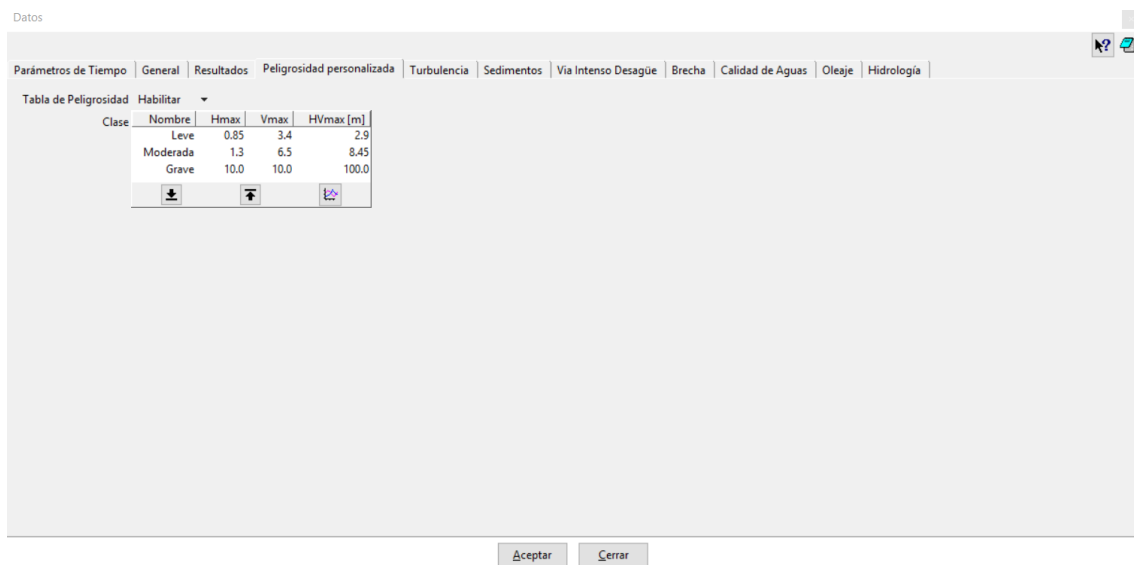 Datos
Parámetros de Tiempo General Resultados Peligrosidad personalizada Turbulencia Sedimentos Via Intenso Desagüe Brecha Calidad de Aguas Oleaje Hidrología
Tabla de Peligrosidad Habilitar
Clase Nombre Hmax Vmax HVmax [m]
Leve 0.85 3.4 2.9
Moderada 1.3 6.5 8.45
Grave 10.0 10.0 100.0
Aceptar Cerrar